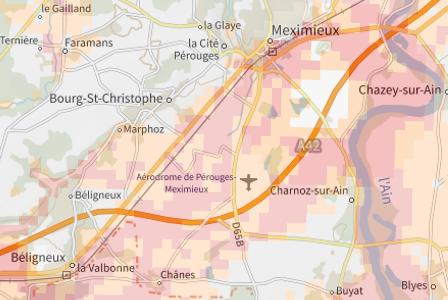 le Gailland
la Glaye
Ternière
Faramans
la Cité
Pérouges
Meximieux
Bourg-St-Christophe
Chazey-sur-Ain
Marphoz
A42
Aérodrome de Pérouges-
Meximieux
Charnoz-sur-Ain
l'Ain
Béligneux
D65B
Béligneux
la Valbonne
Chânes
Buyat
Blyes